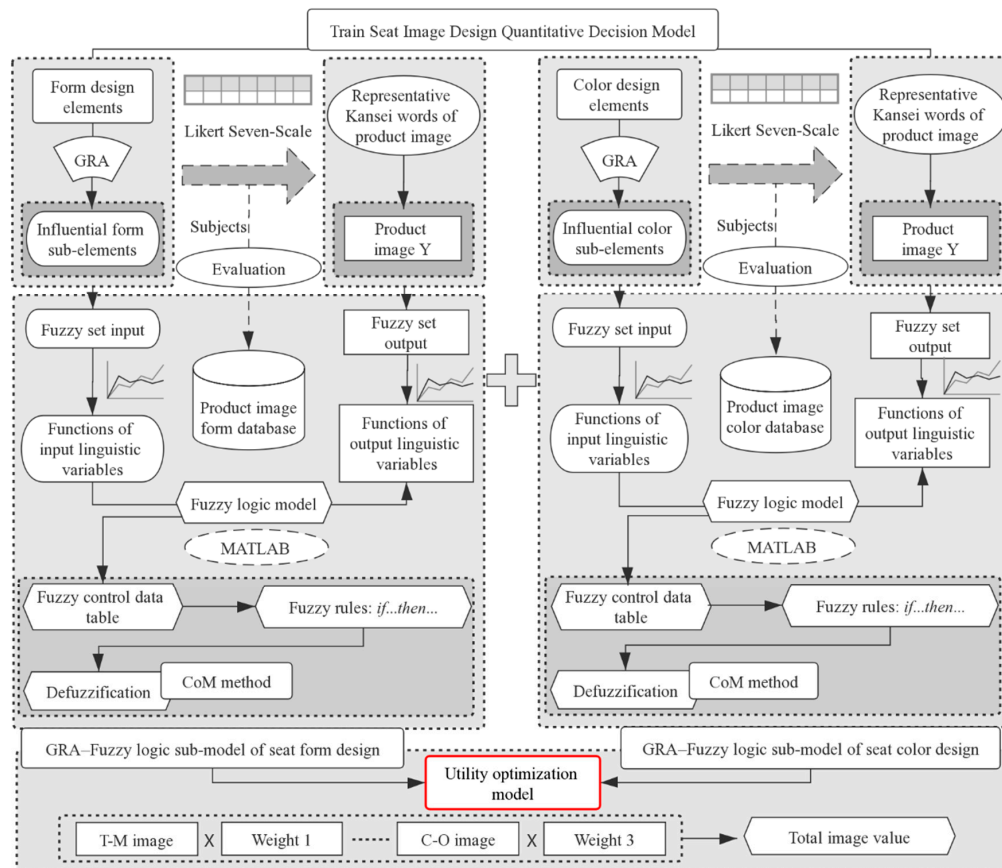 Train Seat Image Design Quantitative Decision Model
Form design
elements
GRA
Influential form
sub-elements
Likert Seven-Scale
Subjects
Evaluation
Representative
Kansei words of
product image
Product
image Y
Fuzzy set input
Functions of
input linguistic
variables
Product image
form database
Fuzzy set
output
Functions of
output linguistic
variables
Fuzzy logic model
MATLAB
Fuzzy control data
table
Fuzzy rules: if...then...
Defuzzification
CoM method
GRA–Fuzzy logic sub-model of seat form design
Color design
elements
GRA
Influential color
sub-elements
Likert Seven-Scale
Subjects
Evaluation
Representative
Kansei words of
product image
Product
image Y
Fuzzy set input
Functions of
input linguistic
variables
Product image
color database
Fuzzy set
output
Functions of
output linguistic
variables
Fuzzy logic model
MATLAB
Fuzzy control data
table
Fuzzy rules: if...then...
Defuzzification
CoM method
GRA–Fuzzy logic sub-model of seat color design
Utility optimization
model
T-M image X Weight 1 ······ C-O image X Weight 3
Total image value